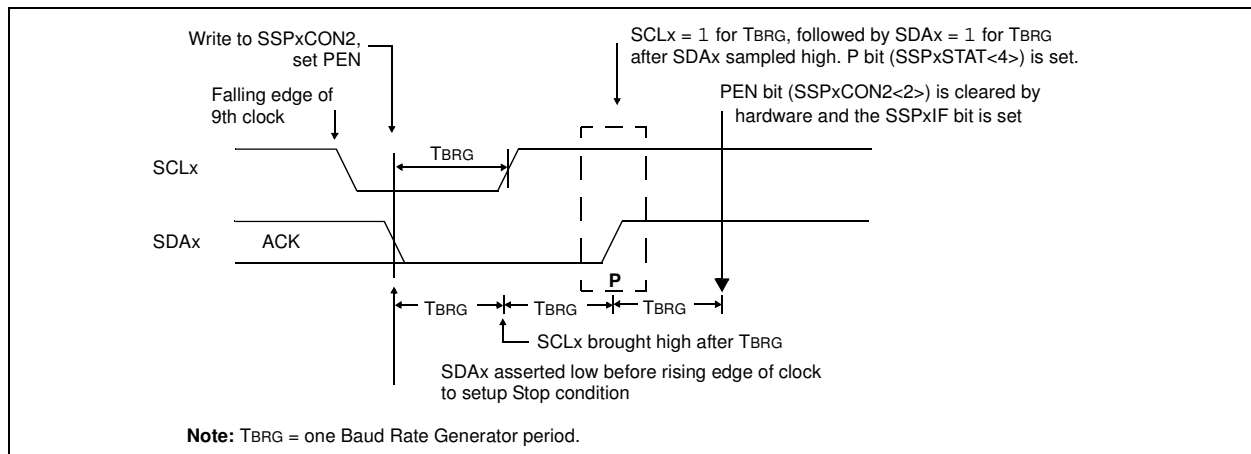 Write to SSPxCON2,
set PEN
SCLx = 1 for TBRG, followed by SDAx = 1 for TBRG
after SDAx sampled high. P bit (SSPxSTAT<4>) is set.
Falling edge of
9th clock
PEN bit (SSPxCON2<2>) is cleared by
hardware and the SSPxIF bit is set
TBRG
SCLx
SDAx
ACK
P
TBRG
TBRG
TBRG
SCLx brought high after TBRG
SDAx asserted low before rising edge of clock
to setup Stop condition
Note: TBRG = one Baud Rate Generator period.